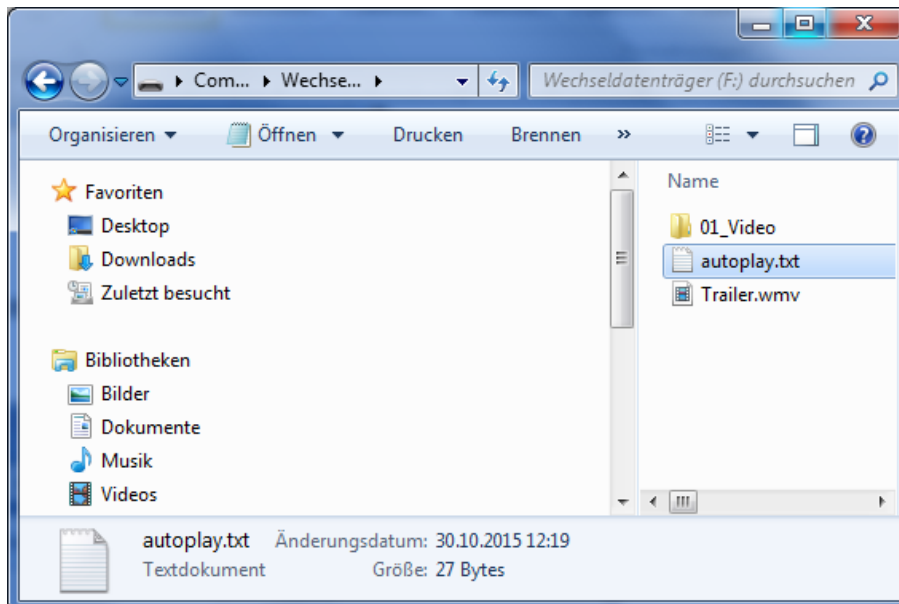 Com... Wechse... Wechseldatenträger (F:) durchsuchen
Organisieren Öffnen Drucken Brennen »
Favoriten
Desktop
Downloads
Zuletzt besucht
Bibliotheken
Bilder
Dokumente
Musik
Videos
Name
01_Video
autoplay.txt
Trailer.wmv
autoplay.txt Änderungsdatum: 30.10.2015 12:19
Textdokument Größe: 27 Bytes